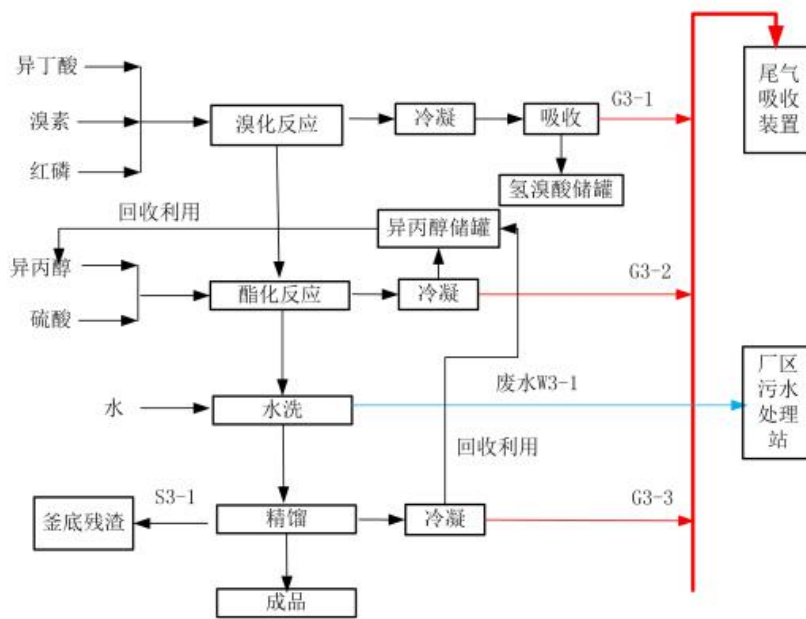 异丁酸
溴素
红磷
溴化反应
冷凝
吸收
G3-1
尾气
吸收
装置
氢溴酸储罐
回收利用
异丙醇储罐
异丙醇
硫酸
酯化反应
冷凝
G3-2
水
水洗
废水W3-1
厂区
污水
处理
站
回收利用
S3-1
釜底残渣
精馏
冷凝
G3-3
成品